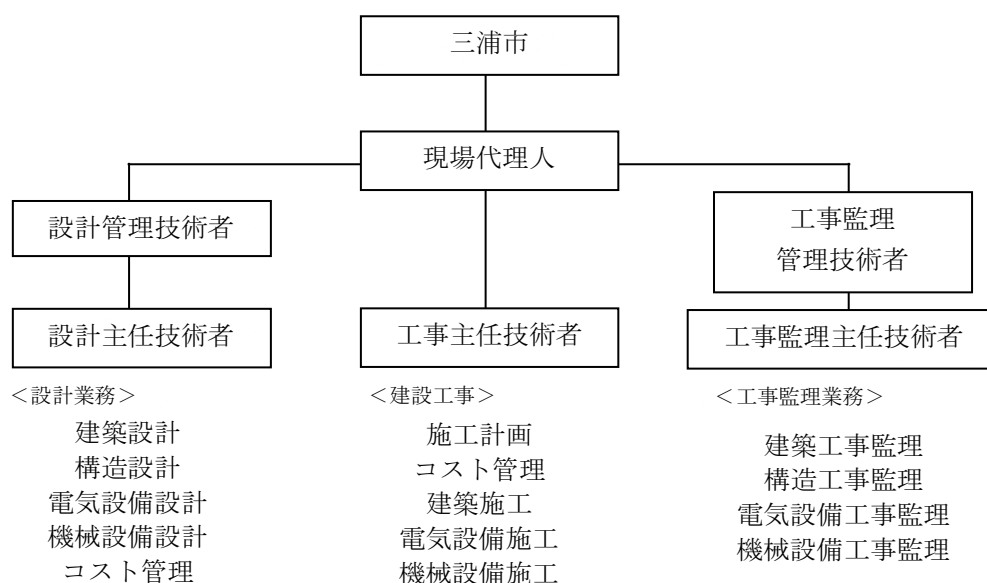 三浦市
現場代理人
設計管理技術者
工事監理
管理技術者
設計主任技術者
工事主任技術者
工事監理主任技術者
＜設計業務＞
建築設計
構造設計
電気設備設計
機械設備設計
コスト管理
＜建設工事＞
施工計画
コスト管理
建築施工
電気設備施工
機械設備施工
＜工事監理業務＞
建築工事監理
構造工事監理
電気設備工事監理
機械設備工事監理